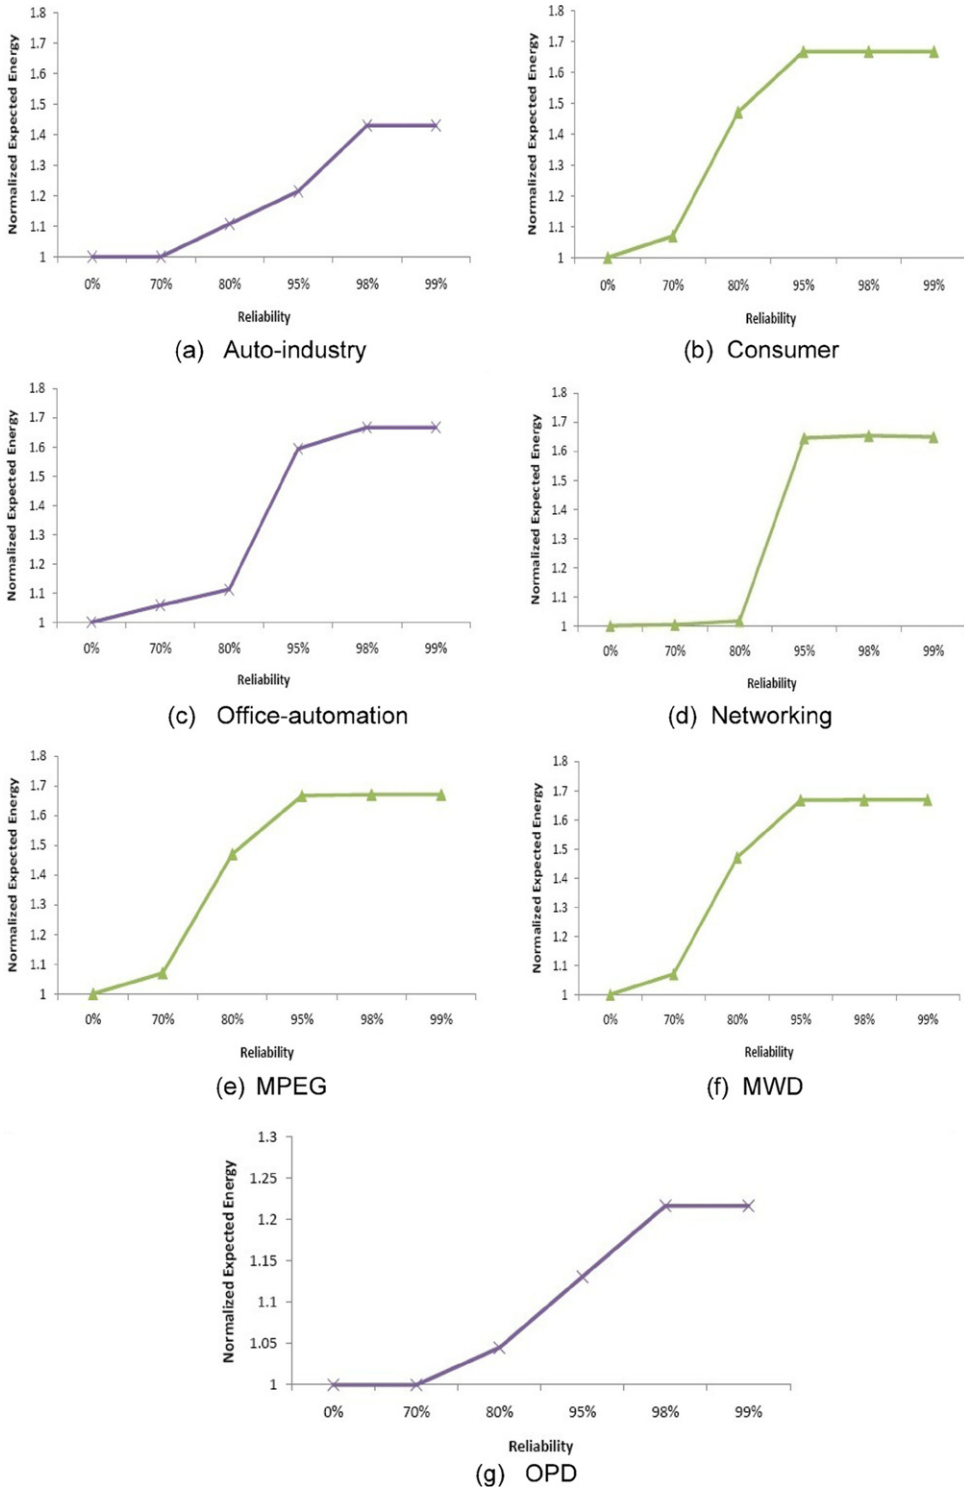 1.8
1.7
1.6
1.5
1.4
1.3
1.2
1.1
1
Normalized Expected Energy
0% 70% 80% 95% 98% 99%
Reliability
(a) Auto-industry
1.8
1.7
1.6
1.5
1.4
1.3
1.2
1.1
1
Normalized Expected Energy
0% 70% 80% 95% 98% 99%
Reliability
(b) Consumer
1.8
1.7
1.6
1.5
1.4
1.3
1.2
1.1
1
Normalized Expected Energy
0% 70% 80% 95% 98% 99%
Reliability
(c) Office-automation
1.8
1.7
1.6
1.5
1.4
1.3
1.2
1.1
1
Normalized Expected Energy
0% 70% 80% 95% 98% 99%
Reliability
(d) Networking
1.8
1.7
1.6
1.5
1.4
1.3
1.2
1.1
1
Normalized Expected Energy
0% 70% 80% 95% 98% 99%
Reliability
(e) MPEG
1.8
1.7
1.6
1.5
1.4
1.3
1.2
1.1
1
Normalized Expected Energy
0% 70% 80% 95% 98% 99%
Reliability
(f) MWD
1.3
1.25
1.2
1.15
1.1
1.05
1
Normalized Expected Energy
0% 70% 80% 95% 98% 99%
Reliability
(g) OPD